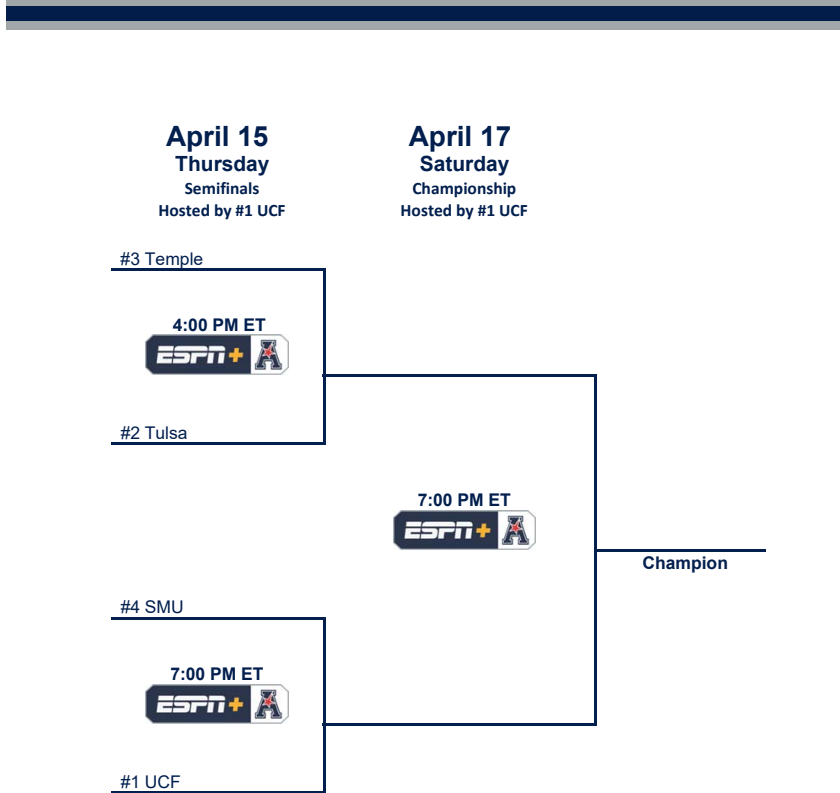 April 15
Thursday
Semifinals
Hosted by #1 UCF
April 17
Saturday
Championship
Hosted by #1 UCF
#3 Temple
4:00 PM ET
ESPN+ A
#2 Tulsa
7:00 PM ET
ESPN+ A
Champion
#4 SMU
7:00 PM ET
ESPN+ A
#1 UCF